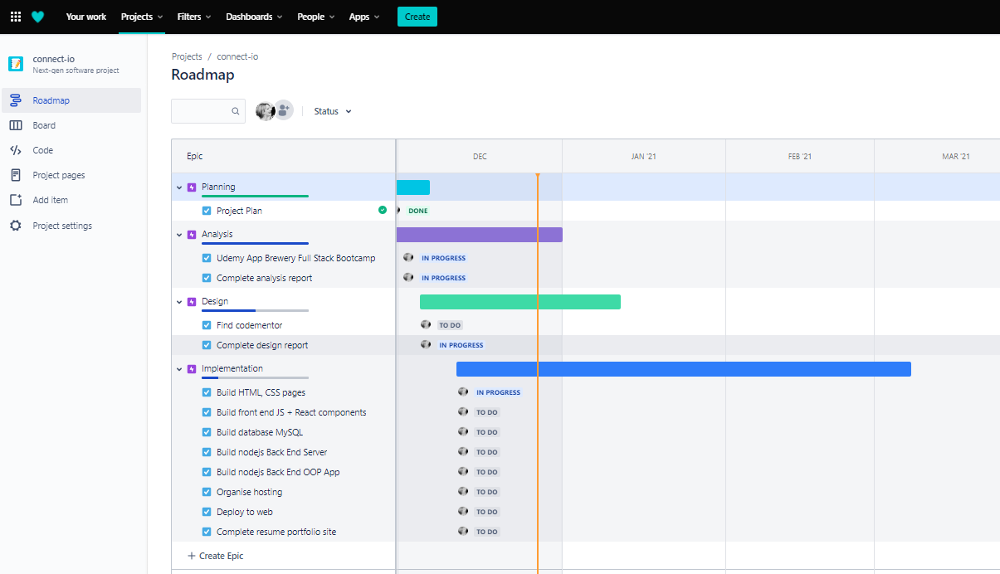 Your work Projects Filters Dashboards People Apps Create
connect-io
Next-gen software project
Roadmap
Board
Code
Project pages
Add item
Project settings
Projects / connect-io
Roadmap
Status
Epic DEC JAN '21 FEB '21 MAR '21
Planning
Project Plan DONE
Analysis
Udemy App Brewery Full Stack Bootcamp IN PROGRESS
Complete analysis report IN PROGRESS
Design
Find codementor TO DO
Complete design report IN PROGRESS
Implementation
Build HTML, CSS pages IN PROGRESS
Build front end JS + React components TO DO
Build database MySQL TO DO
Build nodejs Back End Server TO DO
Build nodejs Back End OOP App TO DO
Organise hosting TO DO
Deploy to web TO DO
Complete resume portfolio site TO DO
+ Create Epic